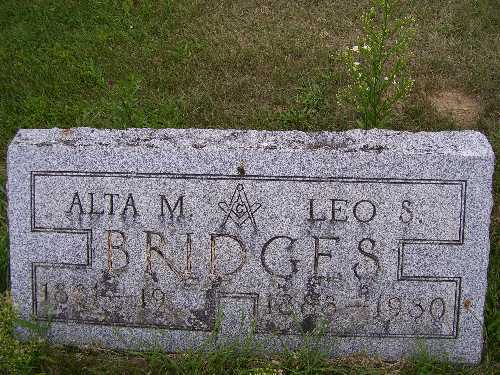 ALTA M. G LEO S.
BRIDGES
1930